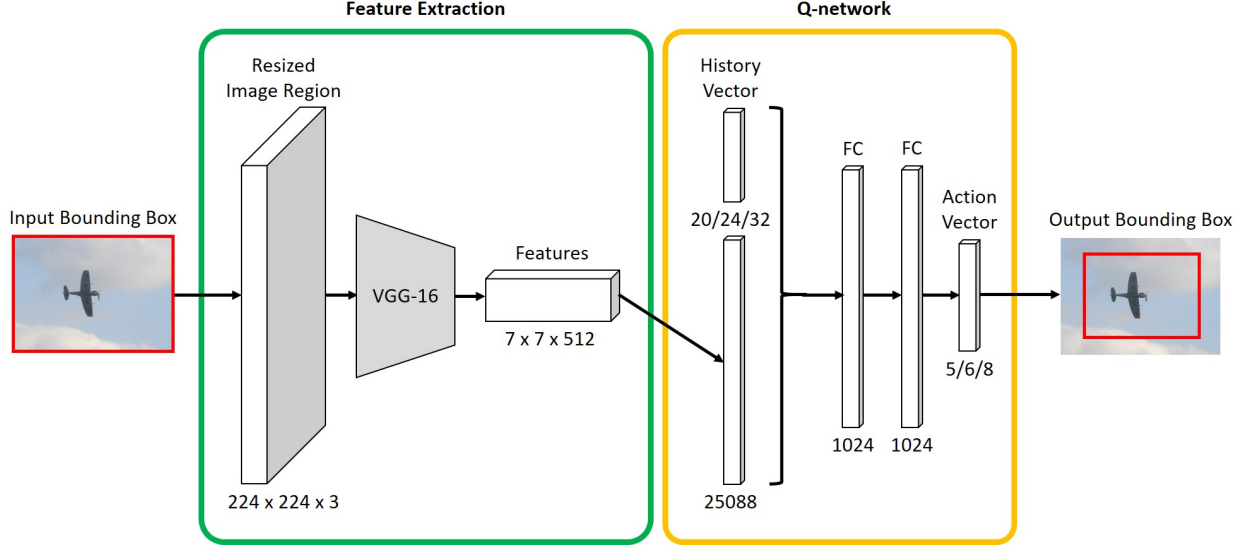 Feature Extraction
Q-network
Resized
Image Region
History
Vector
FC
FC
Action
Vector
Input Bounding Box
Output Bounding Box
20/24/32
Features
VGG-16
7 x 7 x 512
5/6/8
1024
1024
224 x 224 x 3
25088